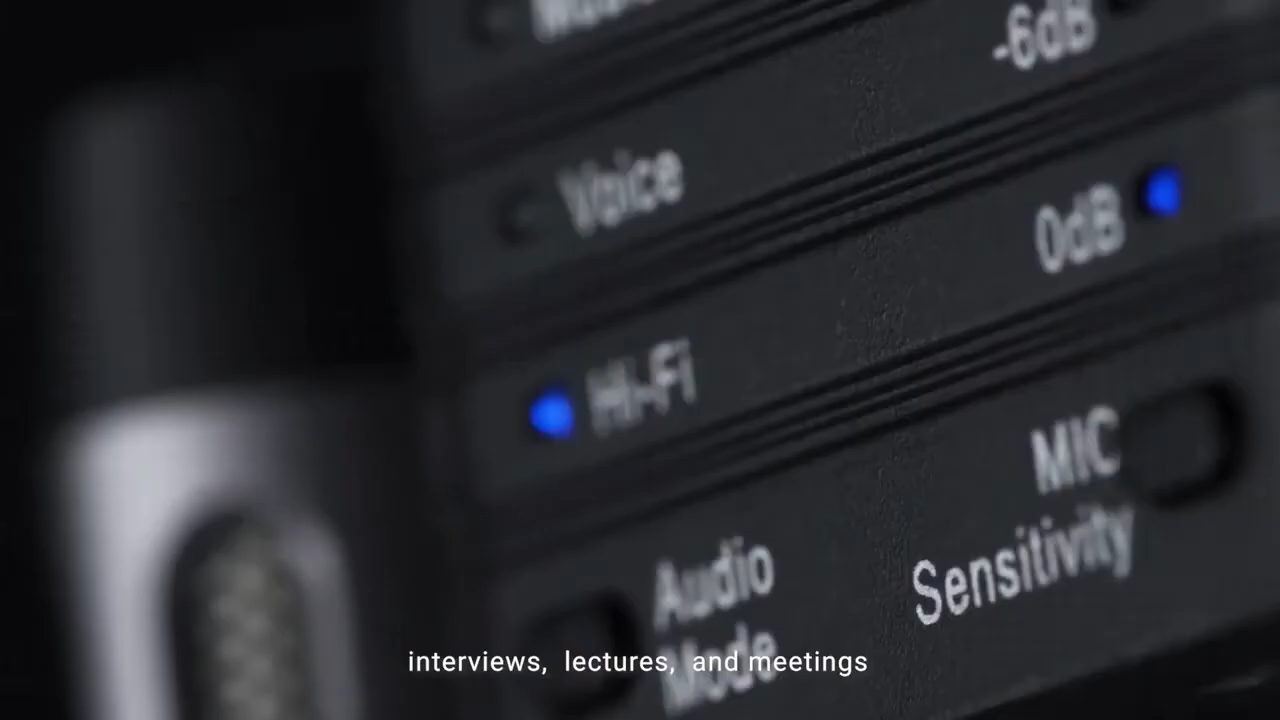 -6dB
Voice
0dB
Hi-Fi
MIC
Sensitivity
Audio
Mode
interviews, lectures, and meetings